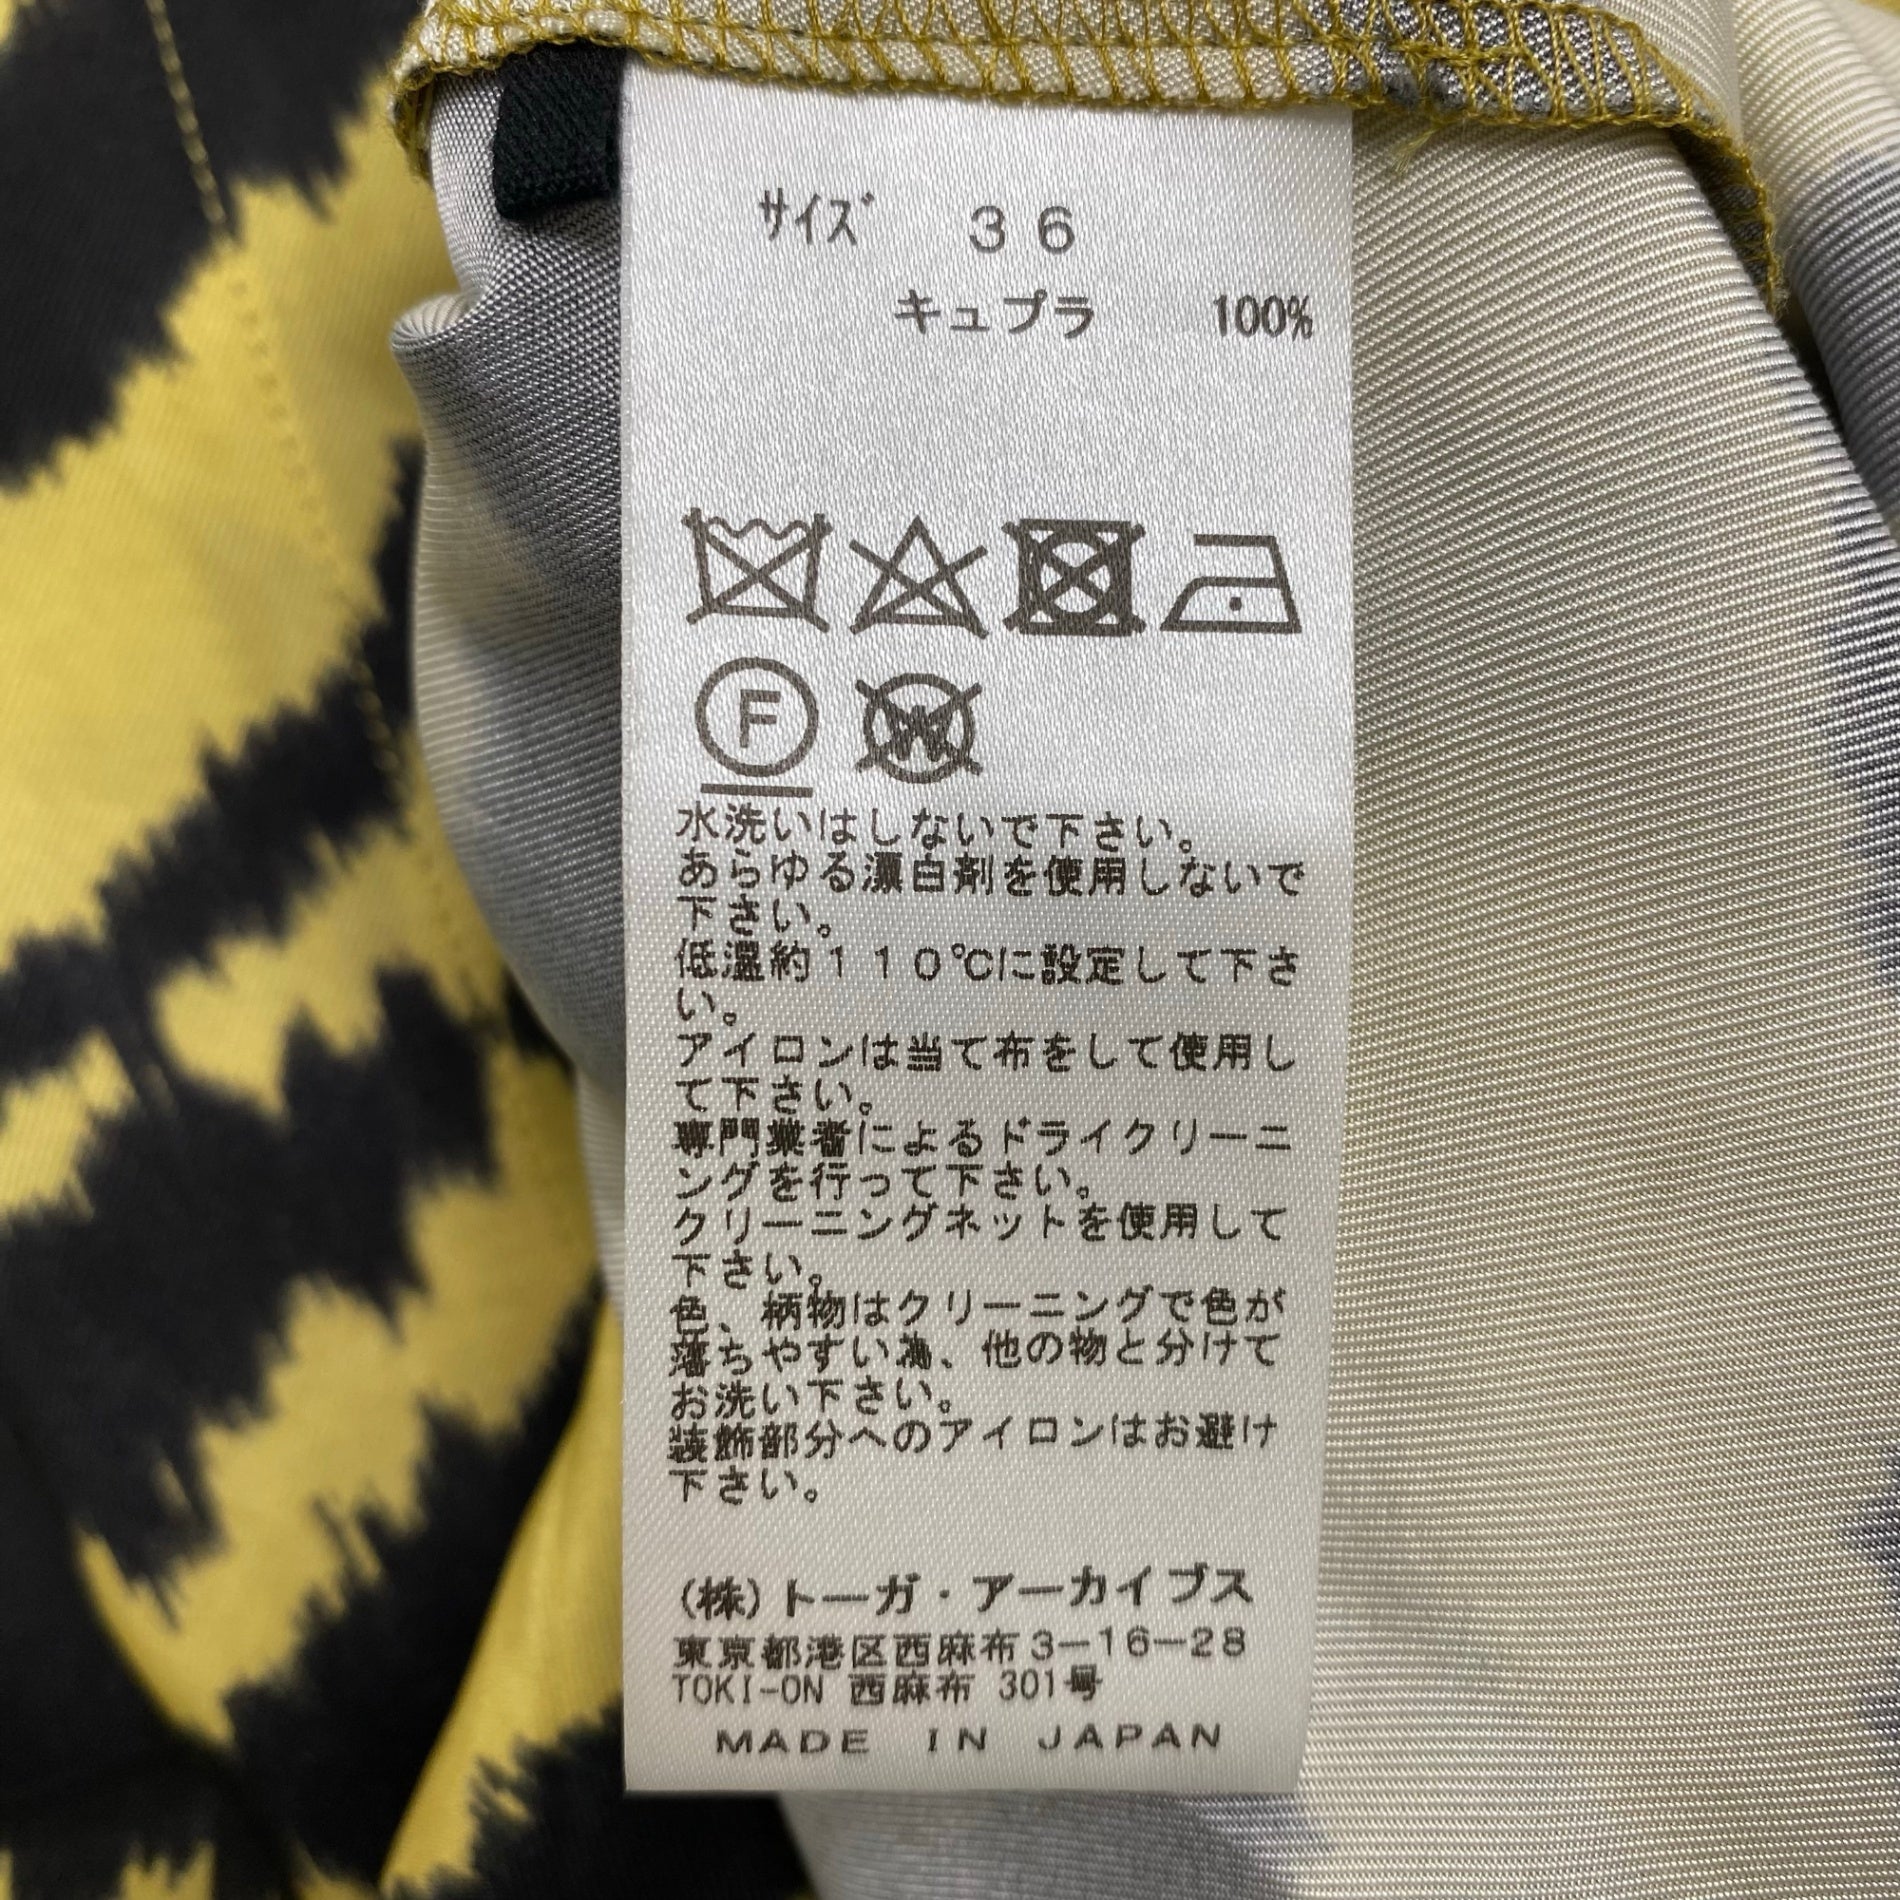 サイズ 36
キュプラ 100%
F
W
水洗いはしないで下さい。
あらゆる漂白剤を使用しないで
下さい。
低温約110℃に設定して下さ
い。
アイロンは当て布をして使用し
て下さい。
専門業者によるドライクリーニ
ングを行って下さい。
クリーニングネットを使用して
下さい。
色、柄物はクリーニングで色が
落ちやすい為、他の物と分けて
お洗い下さい。
装飾部分へのアイロンはお避け
下さい。
(株)トーガ・アーカイブス
東京都港区西麻布3-16-28
TOKI-ON 西麻布 301号
MADE IN JAPAN